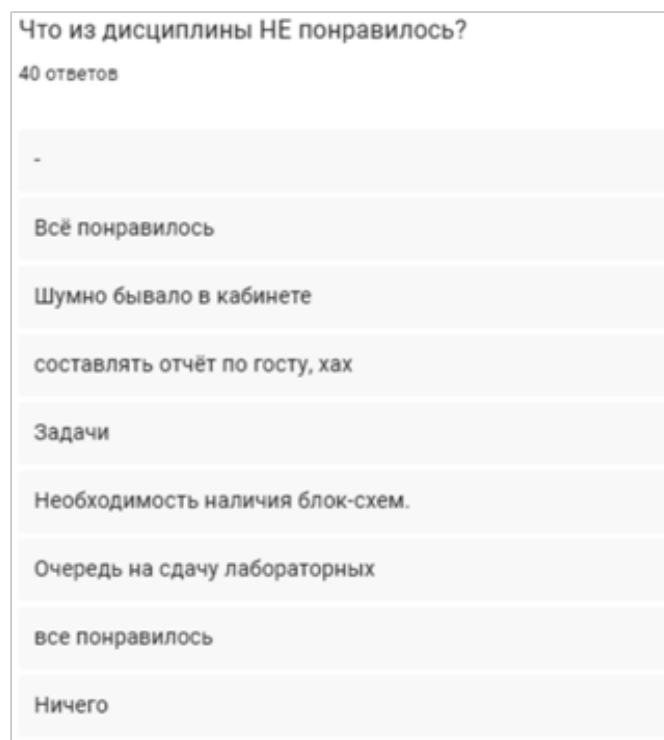 Что из дисциплины НЕ понравилось?
40 ответов
-
Всё понравилось
Шумно бывало в кабинете
составлять отчёт по госту, хах
Задачи
Необходимость наличия блок-схем.
Очередь на сдачу лабораторных
все понравилось
Ничего